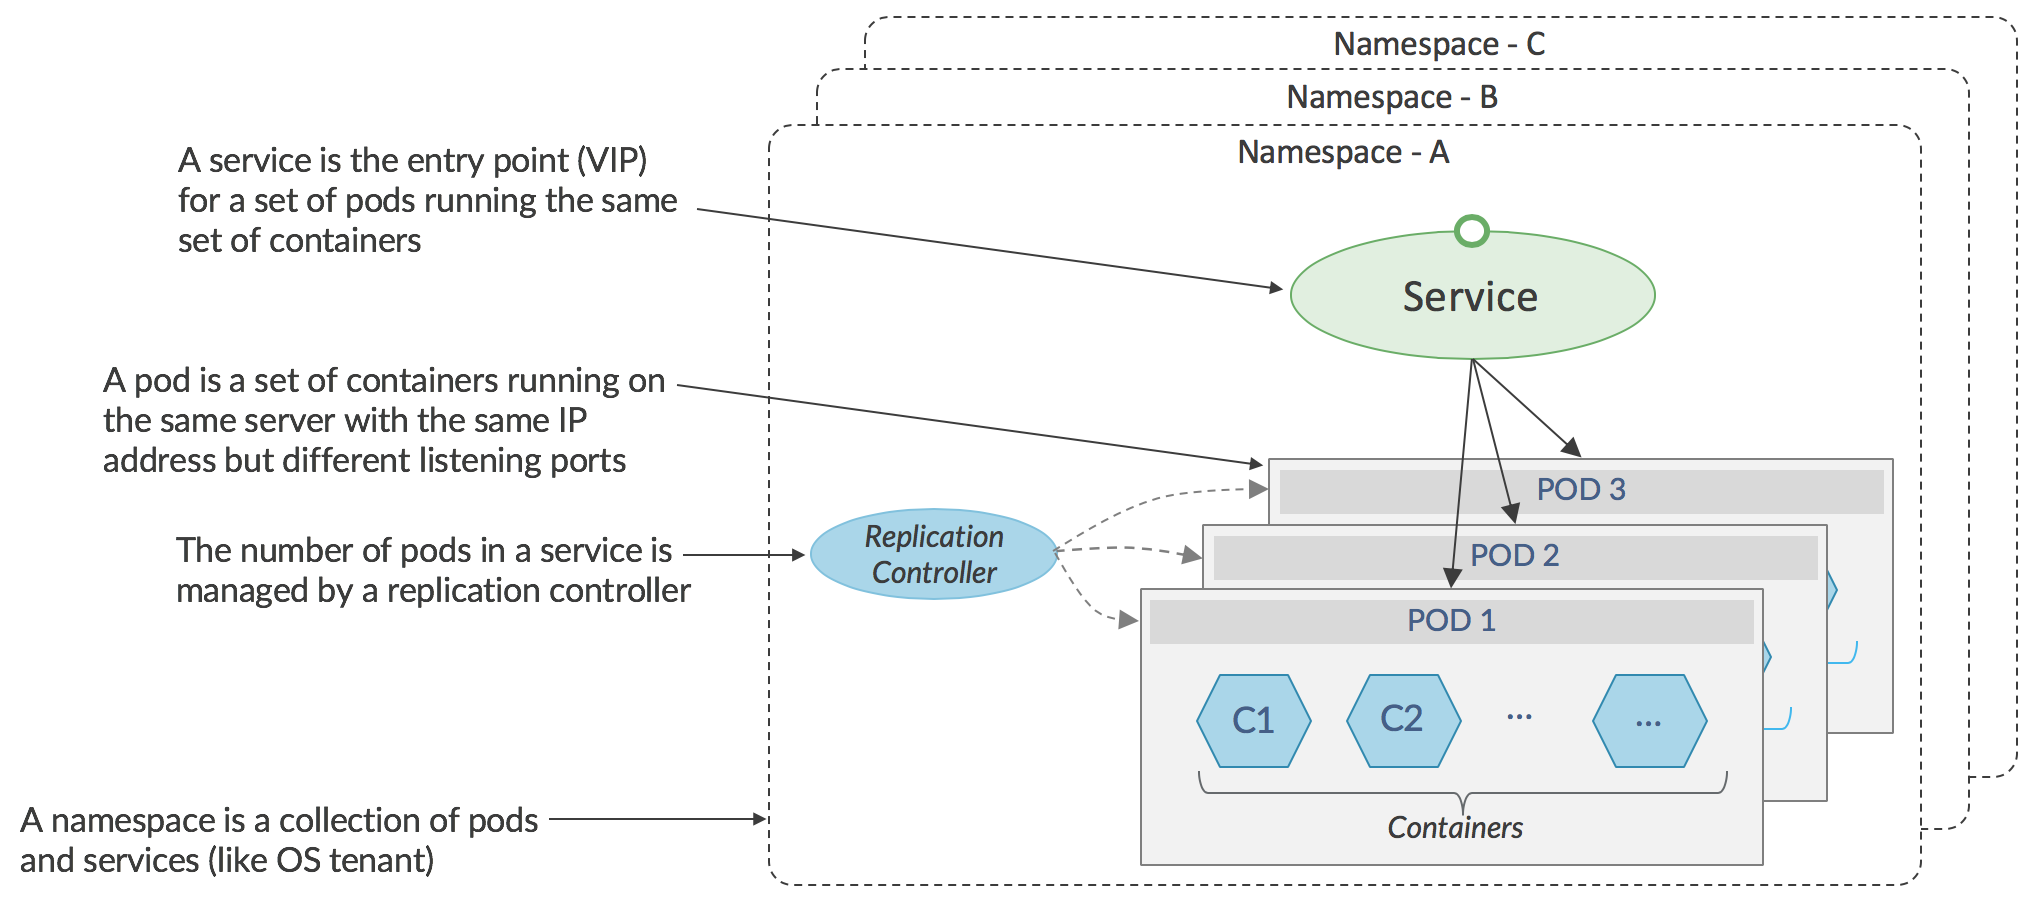 Namespace - C
Namespace - B
Namespace - A
A service is the entry point (VIP)
for a set of pods running the same
set of containers
Service
A pod is a set of containers running on
the same server with the same IP
address but different listening ports
POD 3
Replication
Controller
The number of pods in a service is
managed by a replication controller
POD 2
POD 1
C1
C2
...
...
Containers
A namespace is a collection of pods
and services (like OS tenant)